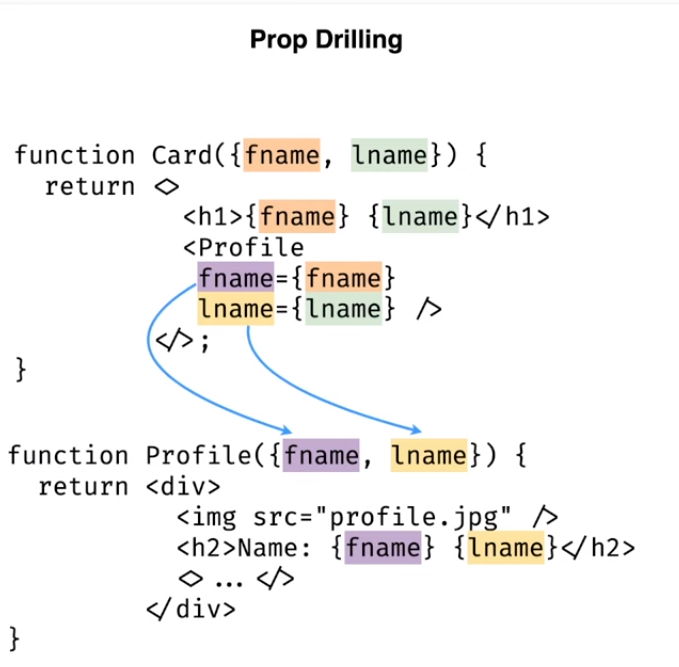 Prop Drilling
function Card({fname, lname}) {
  return <>
           <h1>{fname} {lname}</h1>
           <Profile
            fname={fname}
            lname={lname} />
         </>;
}
function Profile({fname, lname}) {
  return <div>
           <img src="profile.jpg" />
           <h2>Name: {fname} {lname}</h2>
           <> ... </>
         </div>
}